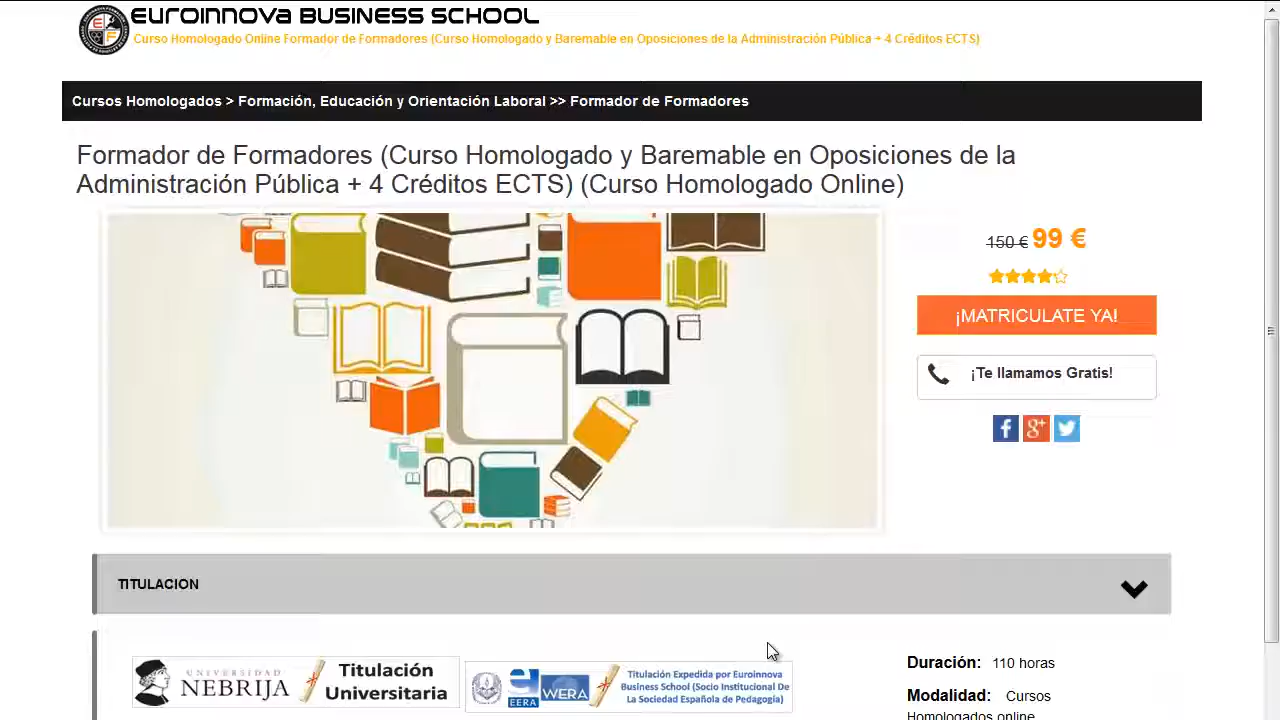 EUROINNOVA BUSINESS SCHOOL
Curso Homologado Online Formador de Formadores (Curso Homologado y Baremable en Oposiciones de la Administración Pública + 4 Créditos ECTS)
Cursos Homologados > Formación, Educación y Orientación Laboral >> Formador de Formadores
Formador de Formadores (Curso Homologado y Baremable en Oposiciones de la
Administración Pública + 4 Créditos ECTS) (Curso Homologado Online)
150 € 99 €
¡MATRICULATE YA!
¡Te llamamos Gratis!
TITULACION
UNIVERSIDAD
NEBRIJA
Titulación
Universitaria
EERA
WERA
Titulación Expedida por Euroinnova
Business School (Socio Institucional De
La Sociedad Española de Pedagogía)
Duración: 110 horas
Modalidad: Cursos
Homologados online